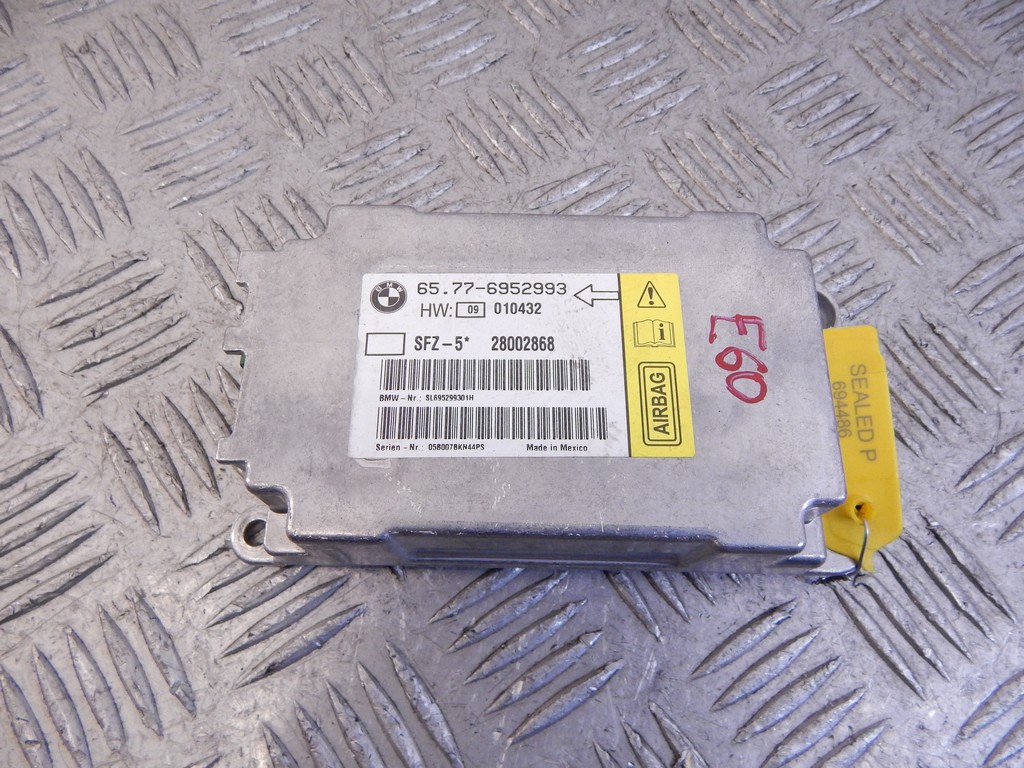 BMW
65.77-6952993
HW: 09 010432
SFZ-5* 28002868
BMW-Nr.: SL695299301H
Serien-Nr.: 0580078KN44PS Made in Mexico
AIRBAG
E60
SEALED P
694486